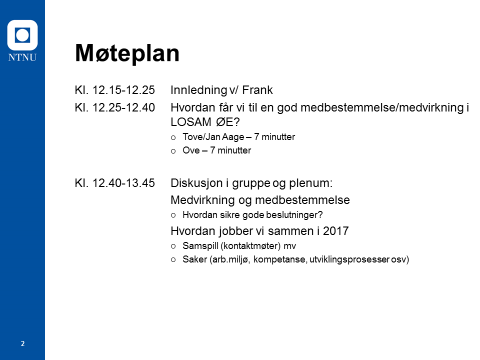 NTNU
Møteplan
Kl. 12.15-12.25 Innledning v/ Frank
Kl. 12.25-12.40 Hvordan får vi til en god medbestemmelse/medvirkning i
LOSAM ØE?
○ Tove/Jan Aage – 7 minutter
○ Ove – 7 minutter
Kl. 12.40-13.45 Diskusjon i gruppe og plenum:
Medvirkning og medbestemmelse
○ Hvordan sikre gode beslutninger?
Hvordan jobber vi sammen i 2017
○ Samspill (kontaktmøter) mv
○ Saker (arb.miljø, kompetanse, utviklingsprosesser osv)
2